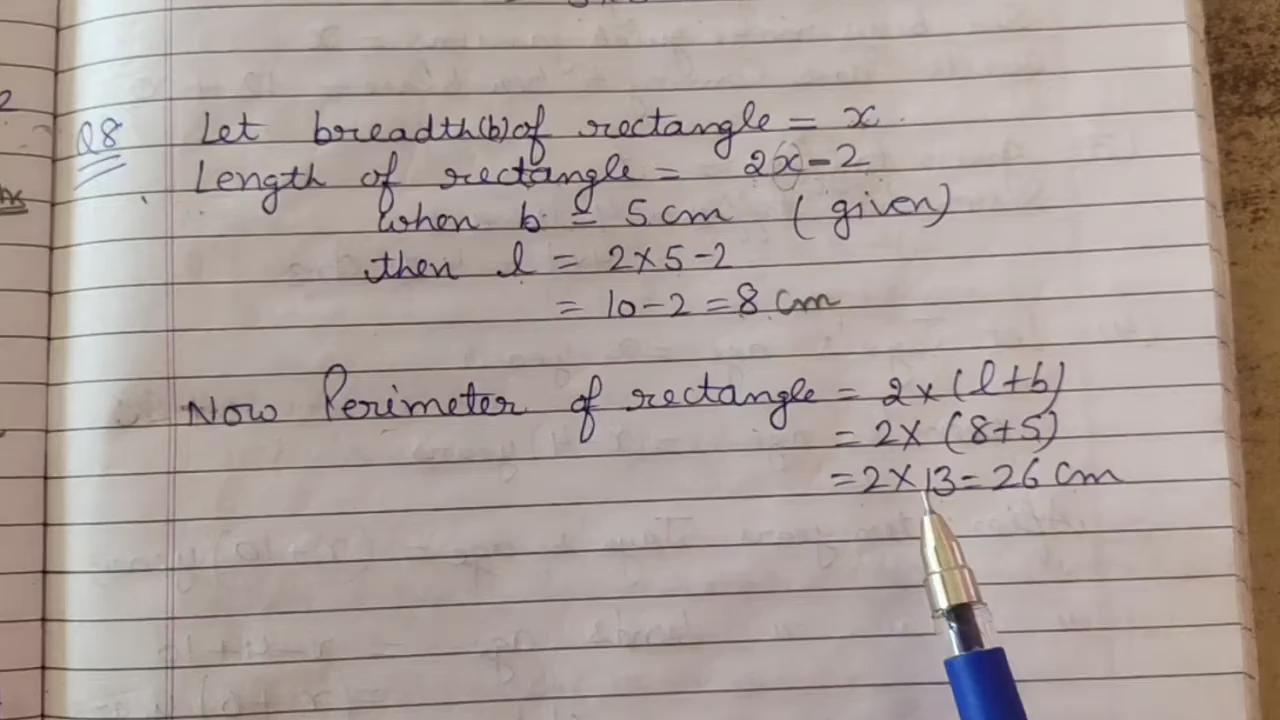 Q8 Let breadth(b) of rectangle = x.
Length of rectangle = 2x-2
when b = 5 cm (given)
then l = 2×5-2
= 10-2 = 8 cm
Now Perimeter of rectangle = 2×(l+b)
= 2×(8+5)
= 2×13 = 26 cm